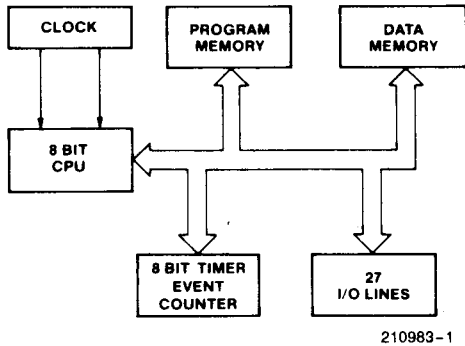 CLOCK
PROGRAM
MEMORY
DATA
MEMORY
8 BIT
CPU
8 BIT TIMER
EVENT
COUNTER
27
I/O LINES
210983-1